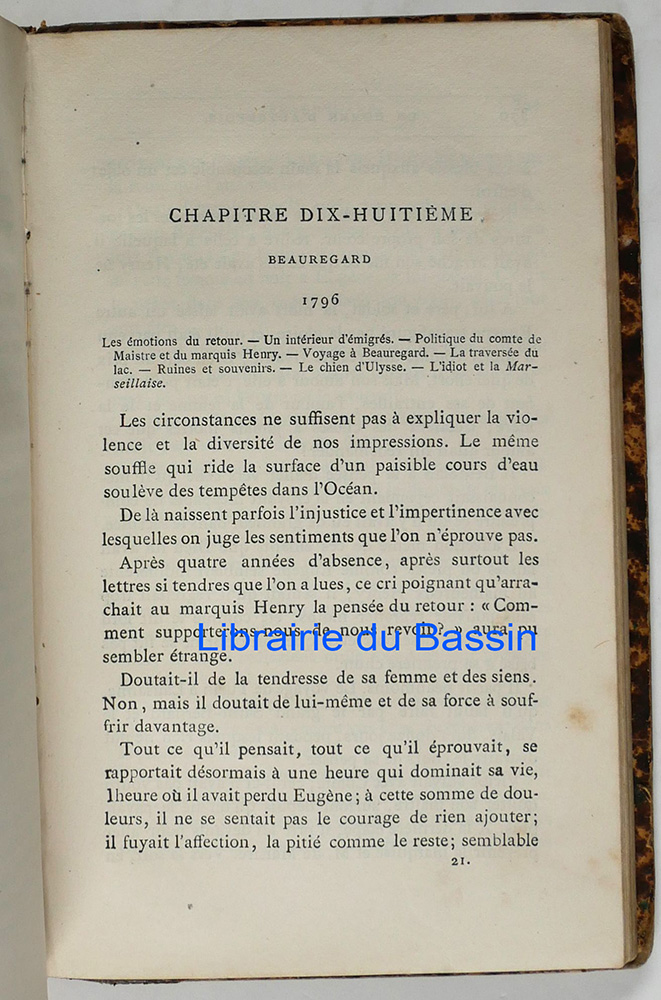 CHAPITRE DIX-HUITIÈME
BEAUREGARD
1796
Les émotions du retour. — Un intérieur d'émigrés. — Politique du comte de
Maistre et du marquis Henry. — Voyage à Beauregard. — La traversée du
lac. — Ruines et souvenirs. — Le chien d'Ulysse. — L'idiot et la Mar-
seillaise.
Les circonstances ne suffisent pas à expliquer la vio-
lence et la diversité de nos impressions. Le même
souffle qui ride la surface d'un paisible cours d'eau
soulève des tempêtes dans l'Océan.
De là naissent parfois l'injustice et l'impertinence avec
lesquelles on juge les sentiments que l'on n'éprouve pas.
Après quatre années d'absence, après surtout les
lettres si tendres que l'on a lues, ce cri poignant qu'arra-
chait au marquis Henry la pensée du retour : « Com-
ment supporterons-nous de nous revoir? » aura pu
Librairie du Bassin
sembler étrange.
Doutait-il de la tendresse de sa femme et des siens.
Non, mais il doutait de lui-même et de sa force à souf-
frir davantage.
Tout ce qu'il pensait, tout ce qu'il éprouvait, se
rapportait désormais à une heure qui dominait sa vie,
lheure où il avait perdu Eugène; à cette somme de dou-
leurs, il ne se sentait pas le courage de rien ajouter;
il fuyait l'affection, la pitié comme le reste; semblable
21.